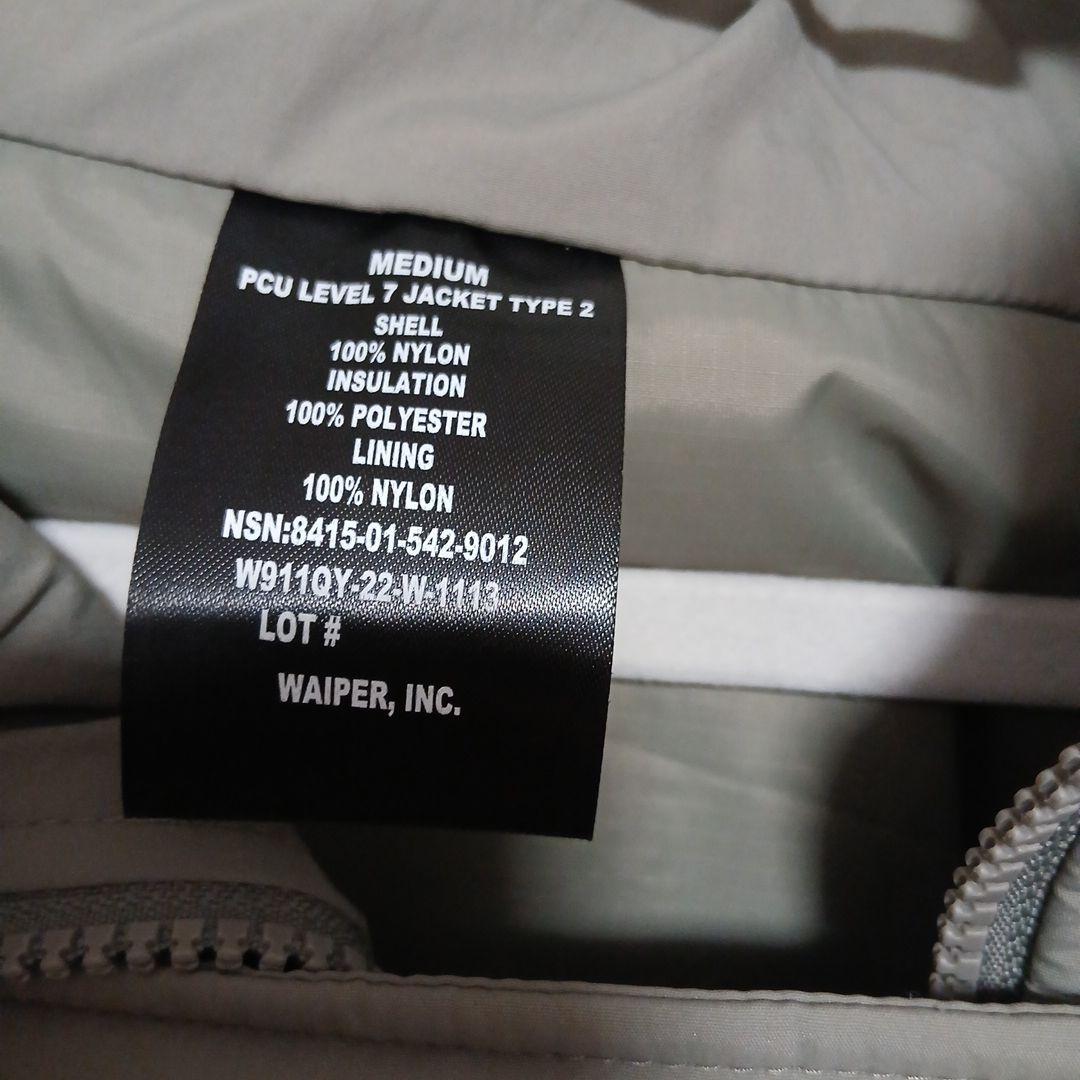 MEDIUM
PCU LEVEL 7 JACKET TYPE 2
SHELL
100% NYLON
INSULATION
100% POLYESTER
LINING
100% NYLON
NSN:8415-01-542-9012
W911QY-22-W-1113
LOT #
WAIPER, INC.